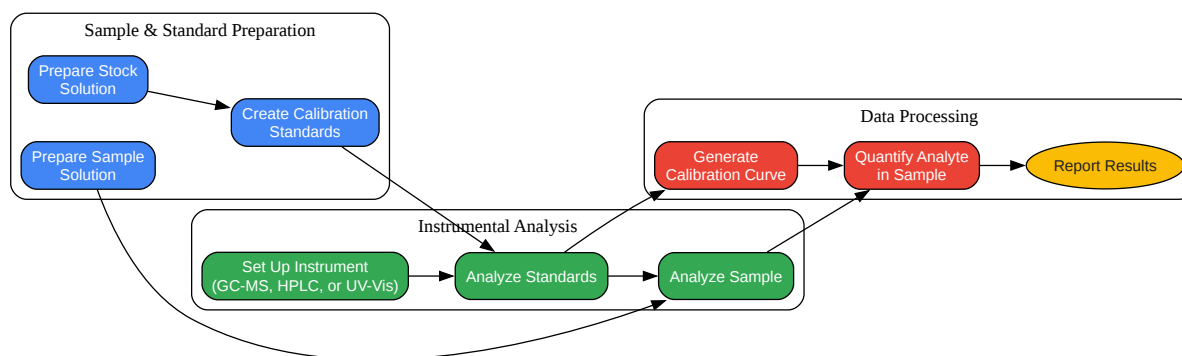 Sample & Standard Preparation
Prepare Stock
Solution
Create Calibration
Standards
Prepare Sample
Solution
Instrumental Analysis
Set Up Instrument
(GC-MS, HPLC, or UV-Vis)
Analyze Standards
Analyze Sample
Data Processing
Generate
Calibration Curve
Quantify Analyte
in Sample
Report Results